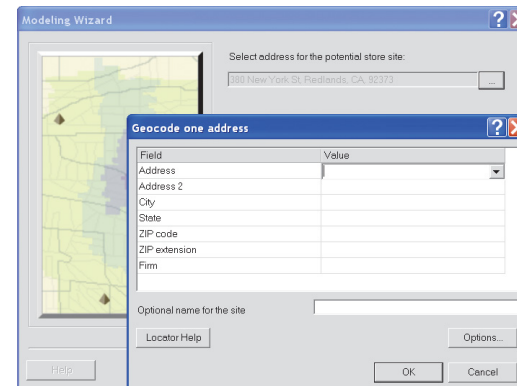 Modeling Wizard
Select address for the potential store site:
380 New York St, Redlands, CA, 92373
...
Geocode one address
Field Value
Address
Address 2
City
State
ZIP code
ZIP extension
Firm
Optional name for the site
Locator Help Options...
Help
OK Cancel